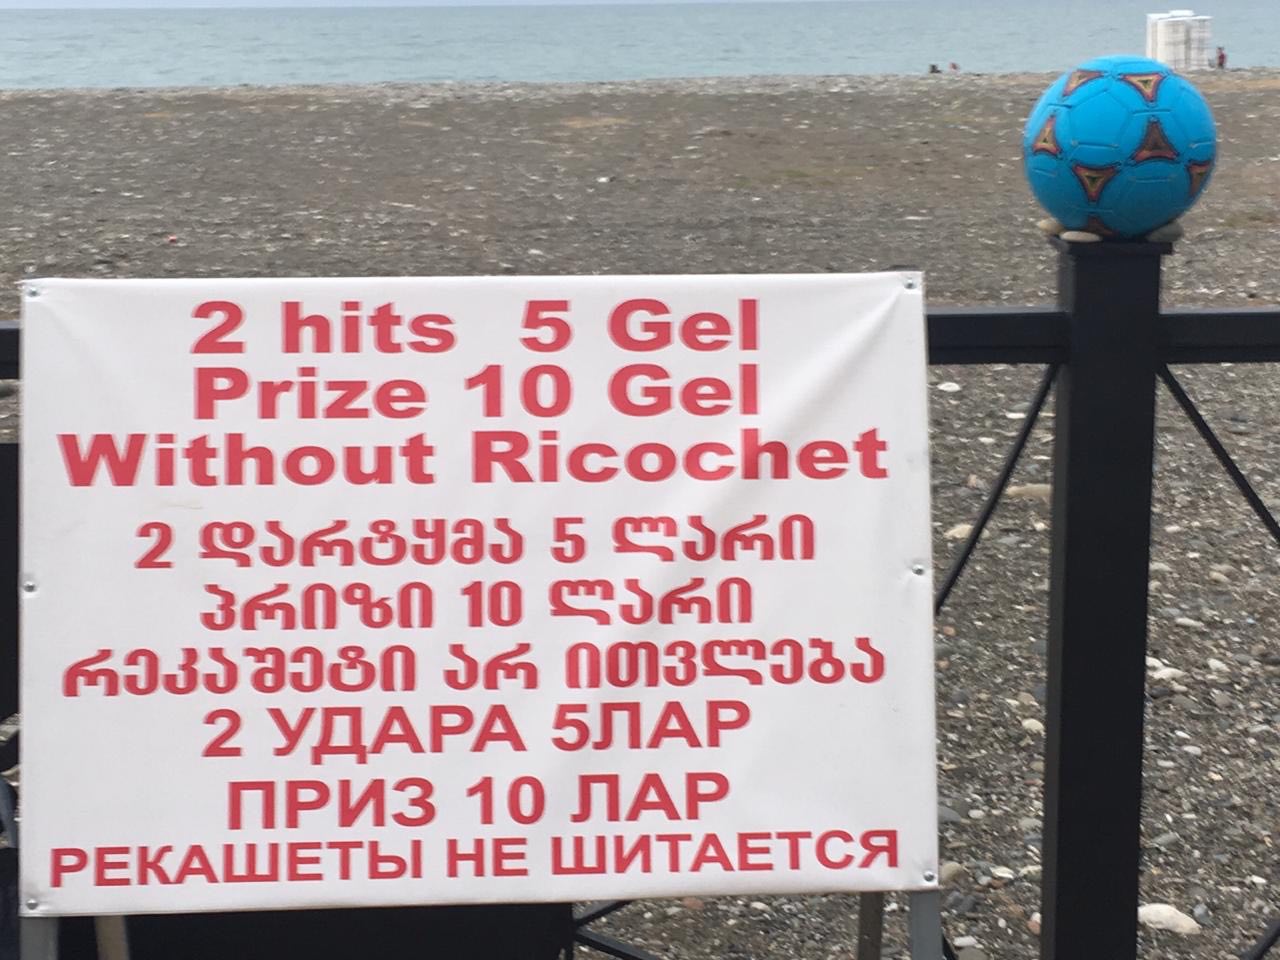 2 hits 5 Gel
Prize 10 Gel
Without Ricochet
2 დარტყმა 5 ლარი
პრიზი 10 ლარი
რეკაშეტი არ ითვლება
2 УДАРА 5ЛАР
ПРИЗ 10 ЛАР
РЕКАШЕТЫ НЕ ШИТАЕТСЯ